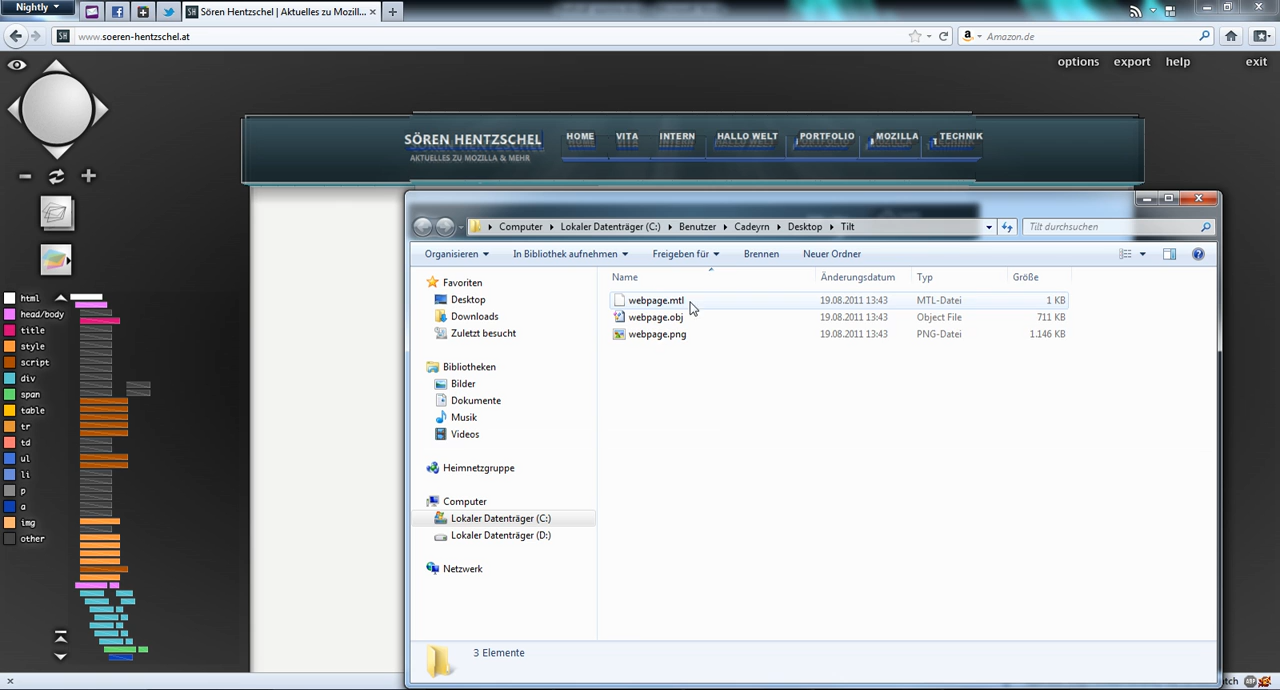 Nightly
SH Sören Hentzschel | Aktuelles zu Mozill...
SH www.soeren-hentzschel.at
Amazon.de
options export help exit
SÖREN HENTZSCHEL HOME VITA INTERN HALLO WELT PORTFOLIO MOZILLA TECHNIK
AKTUELLES ZU MOZILLA & MEHR
Computer Lokaler Datenträger (C:) Benutzer Cadeyrn Desktop Tilt
Tilt durchsuchen
Organisieren In Bibliothek aufnehmen Freigeben für Brennen Neuer Ordner
Name Änderungsdatum Typ Größe
webpage.mtl 19.08.2011 13:43 MTL-Datei 1 KB
webpage.obj 19.08.2011 13:43 Object File 711 KB
webpage.png 19.08.2011 13:43 PNG-Datei 1.146 KB
Favoriten
Desktop
Downloads
Zuletzt besucht
Bibliotheken
Bilder
Dokumente
Musik
Videos
Heimnetzgruppe
Computer
Lokaler Datenträger (C:)
Lokaler Datenträger (D:)
Netzwerk
3 Elemente
html
head/body
title
style
script
div
span
table
tr
td
ul
li
p
a
img
other
ABP